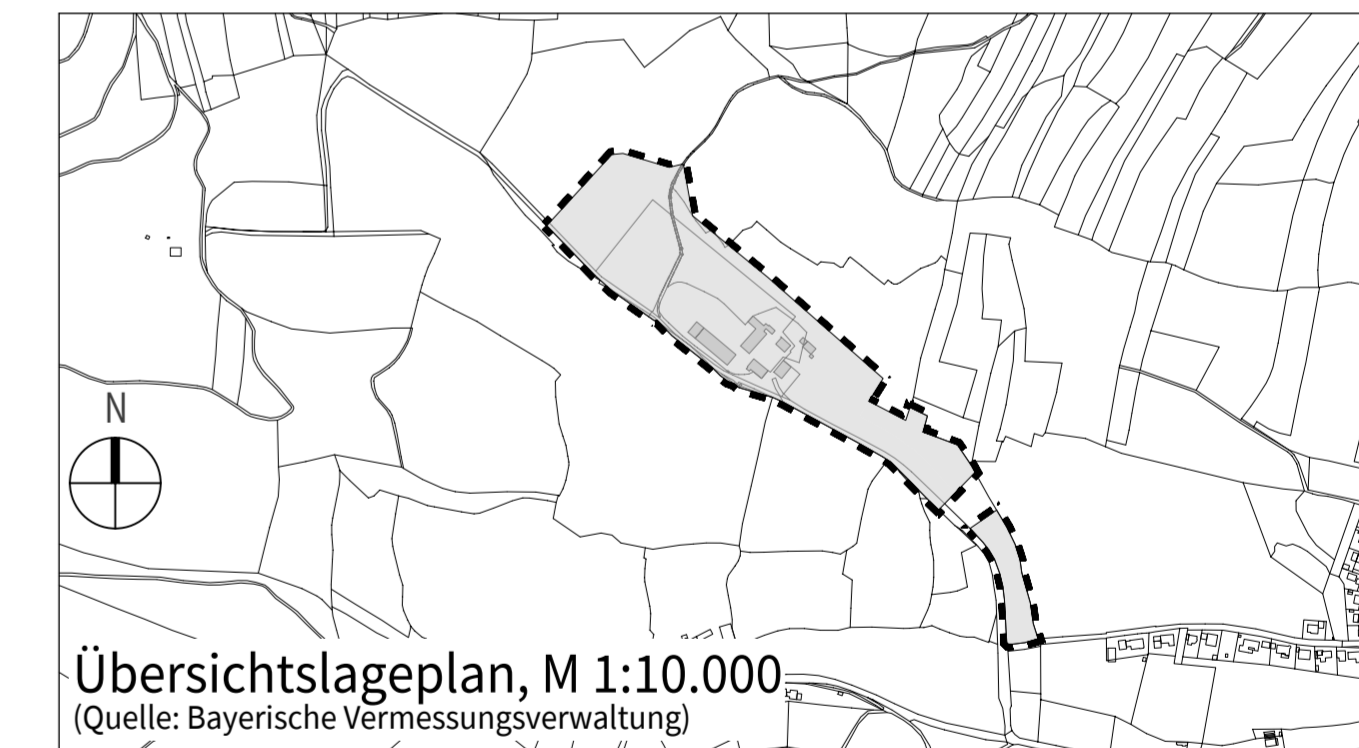 N
Übersichtslageplan, M 1:10.000
(Quelle: Bayerische Vermessungsverwaltung)